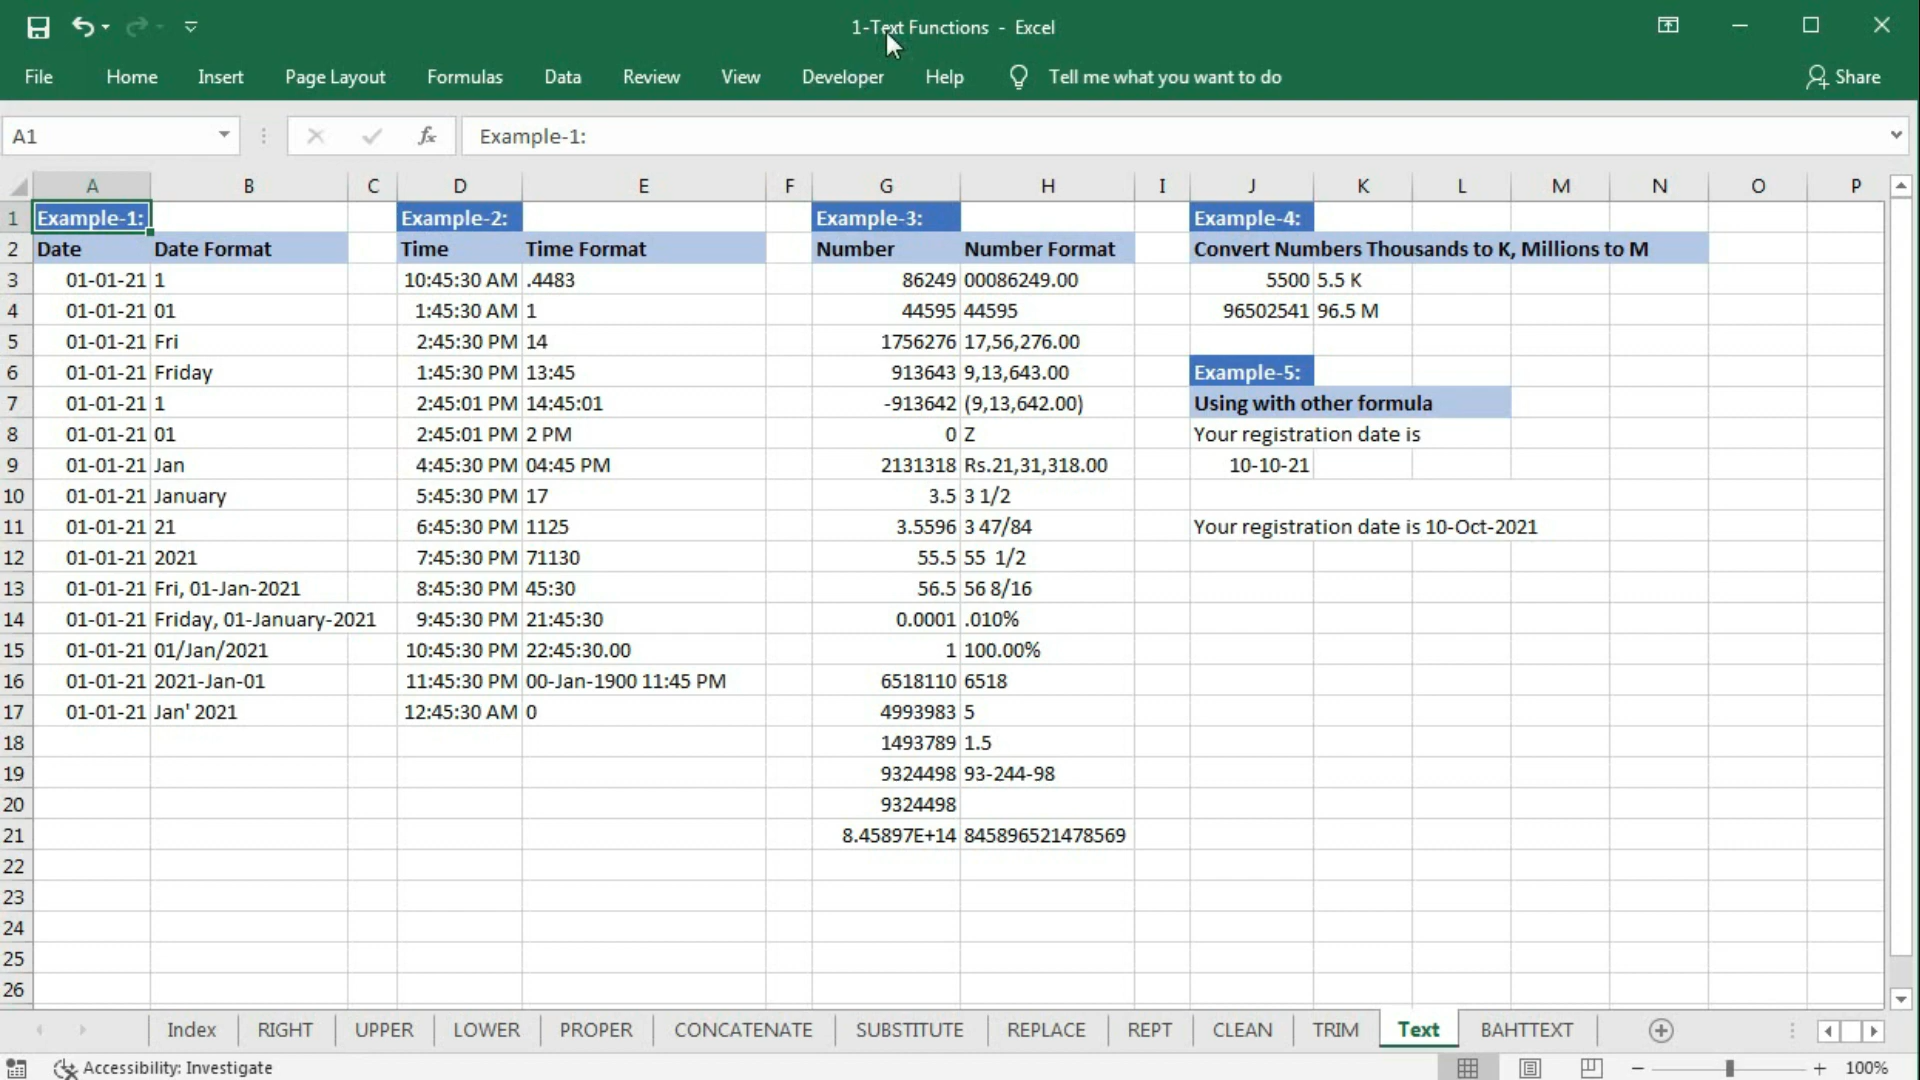 1-Text Functions - Excel
File Home Insert Page Layout Formulas Data Review View Developer Help Tell me what you want to do Share
A1 fx Example-1:
A B C D E F G H I J K L M N O P
1 Example-1: Example-2: Example-3: Example-4:
2 Date Date Format Time Time Format Number Number Format Convert Numbers Thousands to K, Millions to M
3 01-01-21 1 10:45:30 AM .4483 86249 00086249.00 5500 5.5 K
4 01-01-21 01 1:45:30 AM 1 44595 44595 96502541 96.5 M
5 01-01-21 Fri 2:45:30 PM 14 1756276 17,56,276.00
6 01-01-21 Friday 1:45:30 PM 13:45 913643 9,13,643.00 Example-5:
7 01-01-21 1 2:45:01 PM 14:45:01 -913642 (9,13,642.00) Using with other formula
8 01-01-21 01 2:45:01 PM 2 PM 0 Z Your registration date is
9 01-01-21 Jan 4:45:30 PM 04:45 PM 2131318 Rs.21,31,318.00 10-10-21
10 01-01-21 January 5:45:30 PM 17 3.5 3 1/2
11 01-01-21 21 6:45:30 PM 1125 3.5596 3 47/84 Your registration date is 10-Oct-2021
12 01-01-21 2021 7:45:30 PM 71130 55.5 55 1/2
13 01-01-21 Fri, 01-Jan-2021 8:45:30 PM 45:30 56.5 56 8/16
14 01-01-21 Friday, 01-January-2021 9:45:30 PM 21:45:30 0.0001 .010%
15 01-01-21 01/Jan/2021 10:45:30 PM 22:45:30.00 1 100.00%
16 01-01-21 2021-Jan-01 11:45:30 PM 00-Jan-1900 11:45 PM 6518110 6518
17 01-01-21 Jan' 2021 12:45:30 AM 0 4993983 5
18 1493789 1.5
19 9324498 93-244-98
20 9324498
21 8.45897E+14 845896521478569
22
23
24
25
26
Index RIGHT UPPER LOWER PROPER CONCATENATE SUBSTITUTE REPLACE REPT CLEAN TRIM Text BAHTTEXT
Accessibility: Investigate 100%